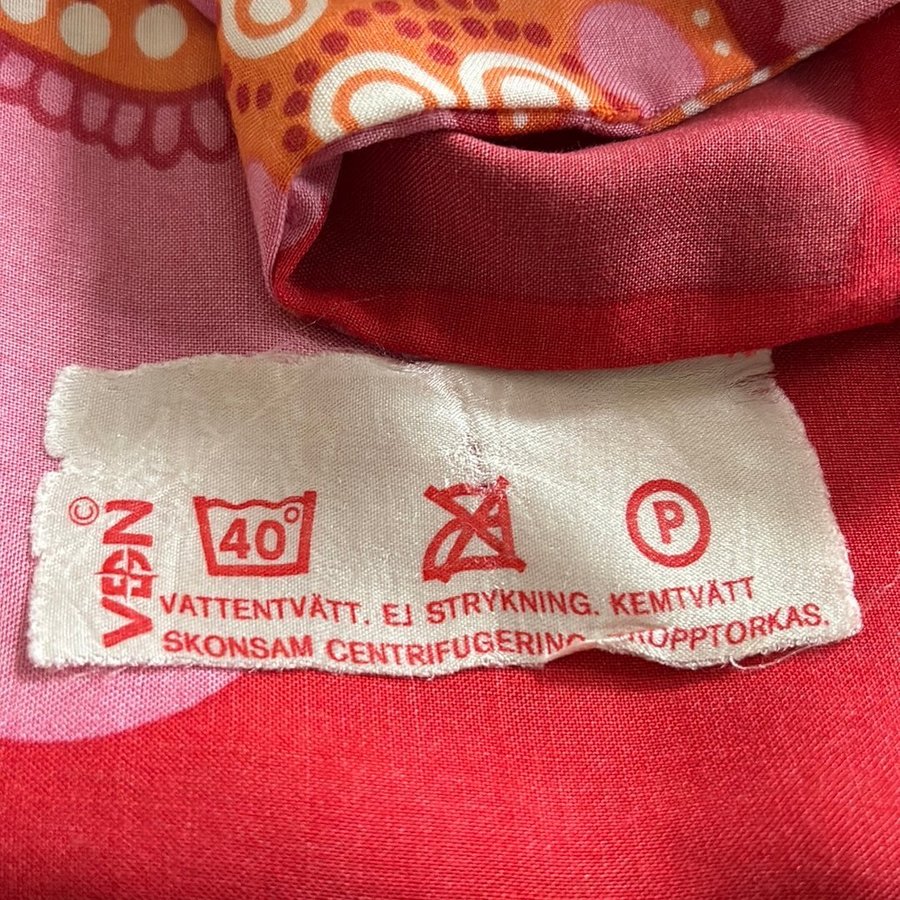 ©
40°
P
VATTENTVÄTT. EJ STRYKNING. KEMTVÄTT
SKONSAM CENTRIFUGERING